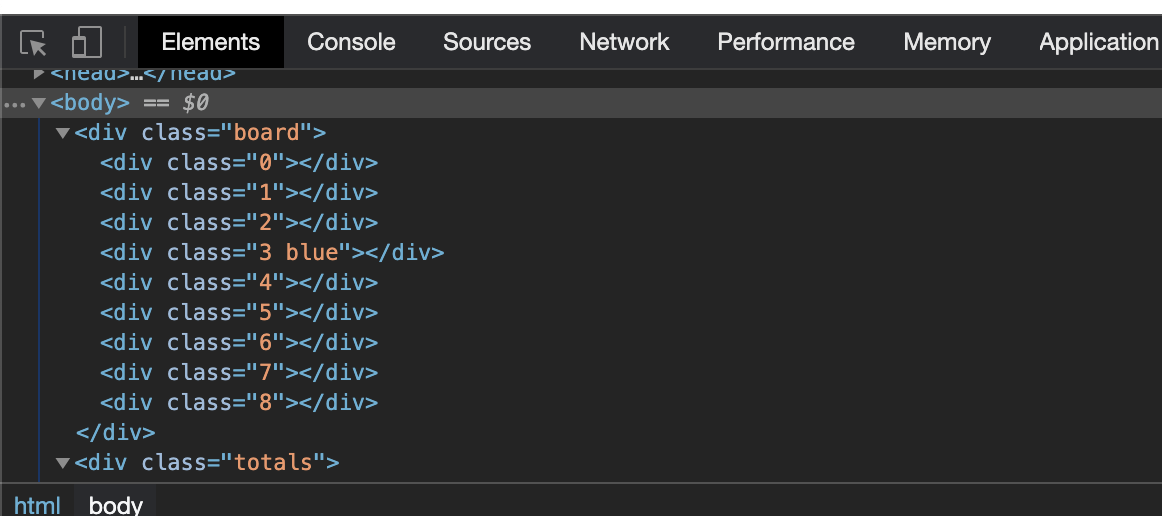 Elements Console Sources Network Performance Memory Application
<head>…</head>
… <body> == $0
<div class="board">
<div class="0"></div>
<div class="1"></div>
<div class="2"></div>
<div class="3 blue"></div>
<div class="4"></div>
<div class="5"></div>
<div class="6"></div>
<div class="7"></div>
<div class="8"></div>
</div>
<div class="totals">
html body